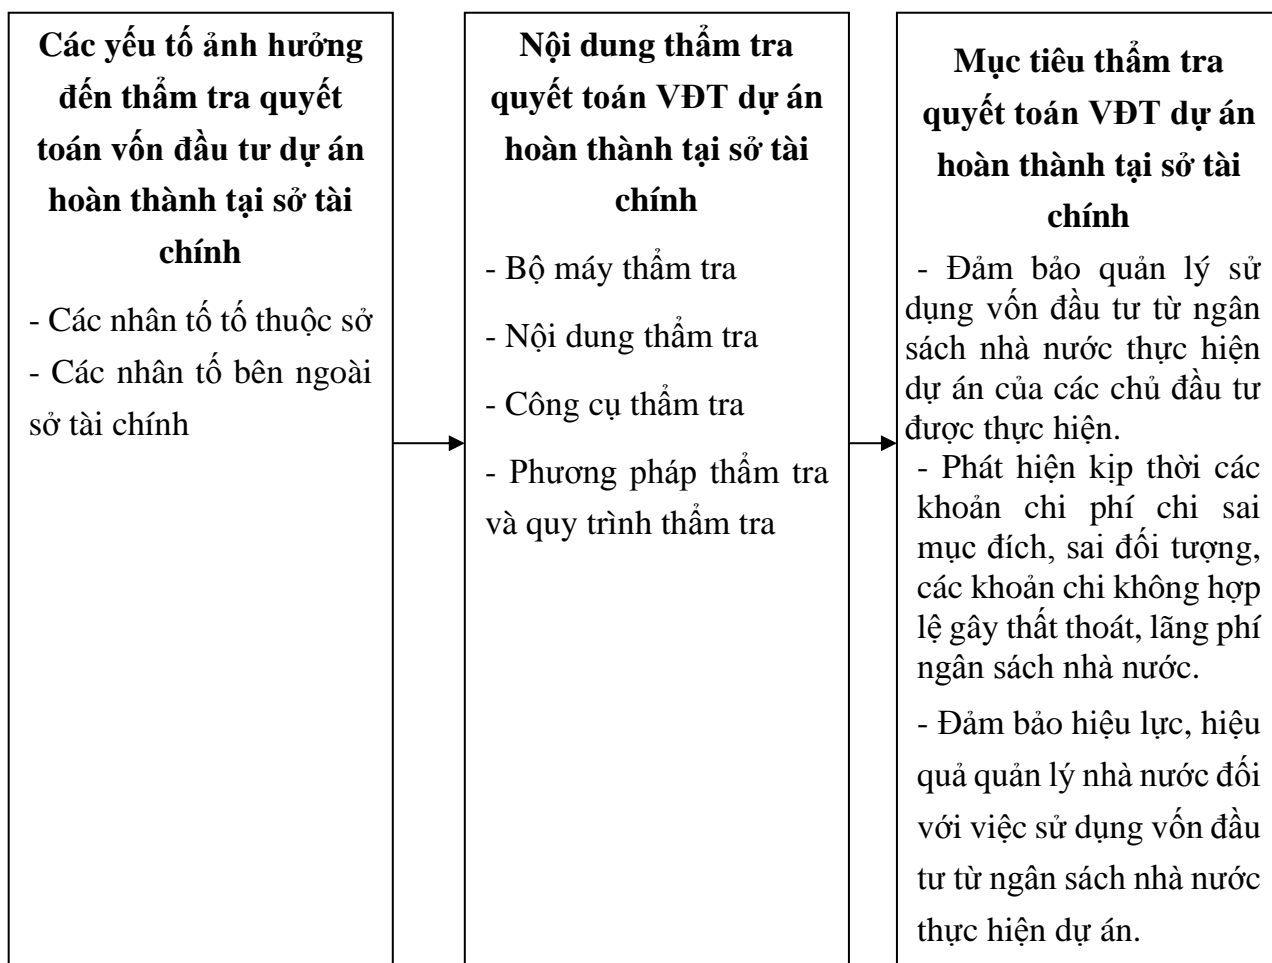 Các yếu tố ảnh hưởng
đến thẩm tra quyết
toán vốn đầu tư dự án
hoàn thành tại sở tài
chính
- Các nhân tố tố thuộc sở
- Các nhân tố bên ngoài
sở tài chính
Nội dung thẩm tra
quyết toán VĐT dự án
hoàn thành tại sở tài
chính
- Bộ máy thẩm tra
- Nội dung thẩm tra
- Công cụ thẩm tra
- Phương pháp thẩm tra
và quy trình thẩm tra
Mục tiêu thẩm tra
quyết toán VĐT dự án
hoàn thành tại sở tài
chính
- Đảm bảo quản lý sử
dụng vốn đầu tư từ ngân
sách nhà nước thực hiện
dự án của các chủ đầu tư
được thực hiện.
- Phát hiện kịp thời các
khoản chi phí chi sai
mục đích, sai đối tượng,
các khoản chi không hợp
lệ gây thất thoát, lãng phí
ngân sách nhà nước.
- Đảm bảo hiệu lực, hiệu
quả quản lý nhà nước đối
với việc sử dụng vốn đầu
tư từ ngân sách nhà nước
thực hiện dự án.